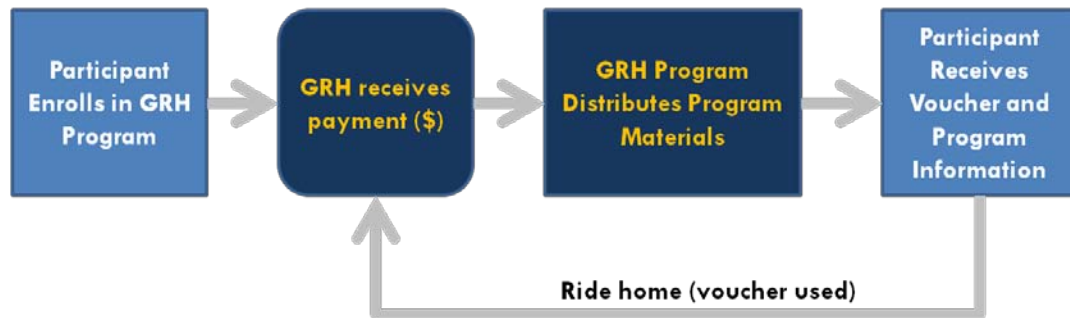 Participant
Enrolls in GRH
Program
GRH receives
payment ($)
GRH Program
Distributes Program
Materials
Participant
Receives
Voucher and
Program
Information
Ride home (voucher used)